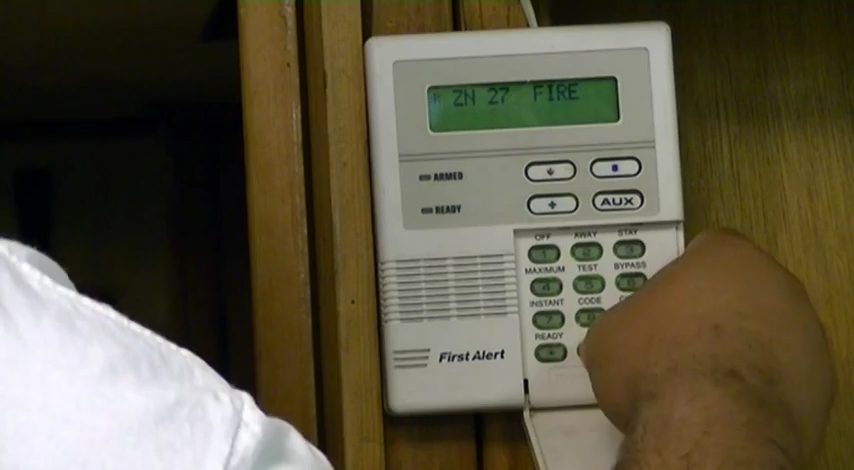 ZN 27 FIRE
ARMED
READY
AUX
OFF AWAY STAY
1 2 3
MAXIMUM TEST BYPASS
4 5 6
INSTANT CODE
7 8
READY
*
First Alert